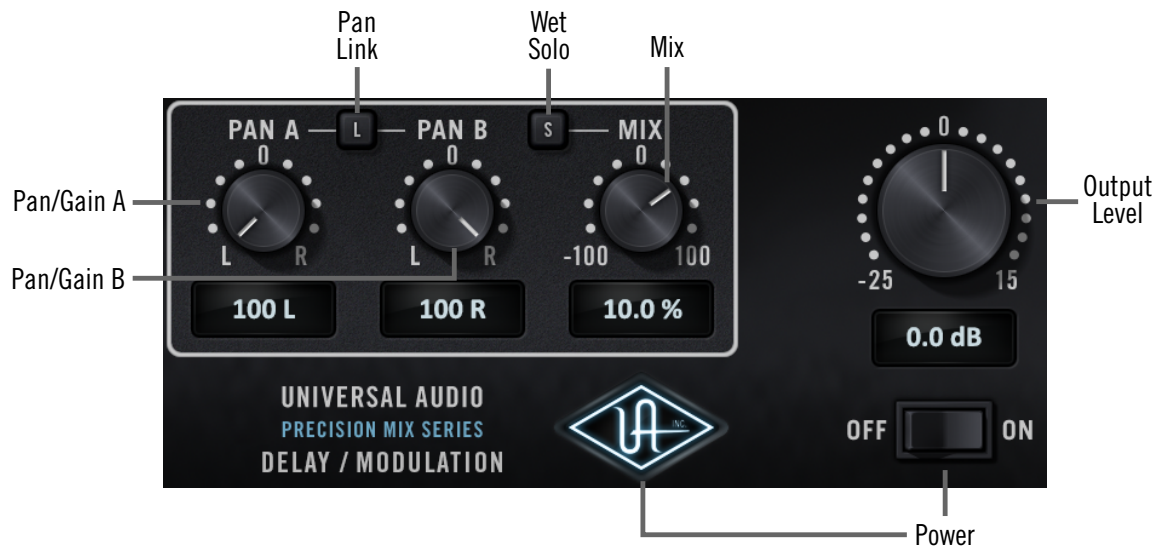 Pan Link
Wet Solo
Mix
PAN A
L
PAN B
S
MIX
0
0
0
0
Pan/Gain A
Output Level
L
R
L
R
-100
100
-25
15
Pan/Gain B
100 L
100 R
10.0 %
0.0 dB
UNIVERSAL AUDIO
PRECISION MIX SERIES
DELAY / MODULATION
UA INC.
OFF
ON
Power